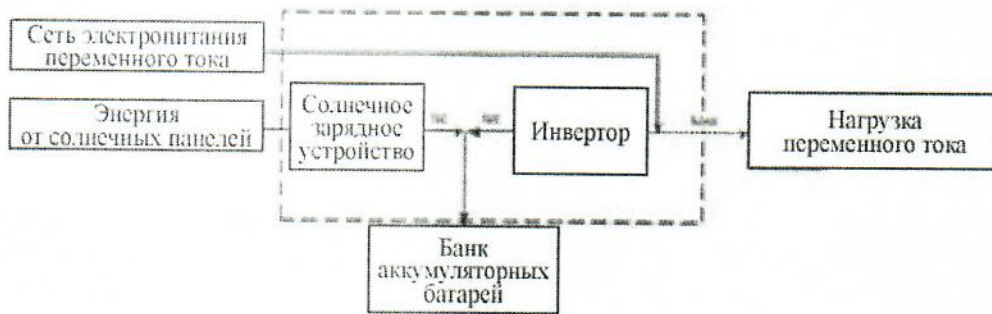 Сеть электропитания
переменного тока
Энергия
от солнечных панелей
Солнечное
зарядное
устройство
Инвертор
Нагрузка
переменного тока
Банк
аккумуляторных
батарей